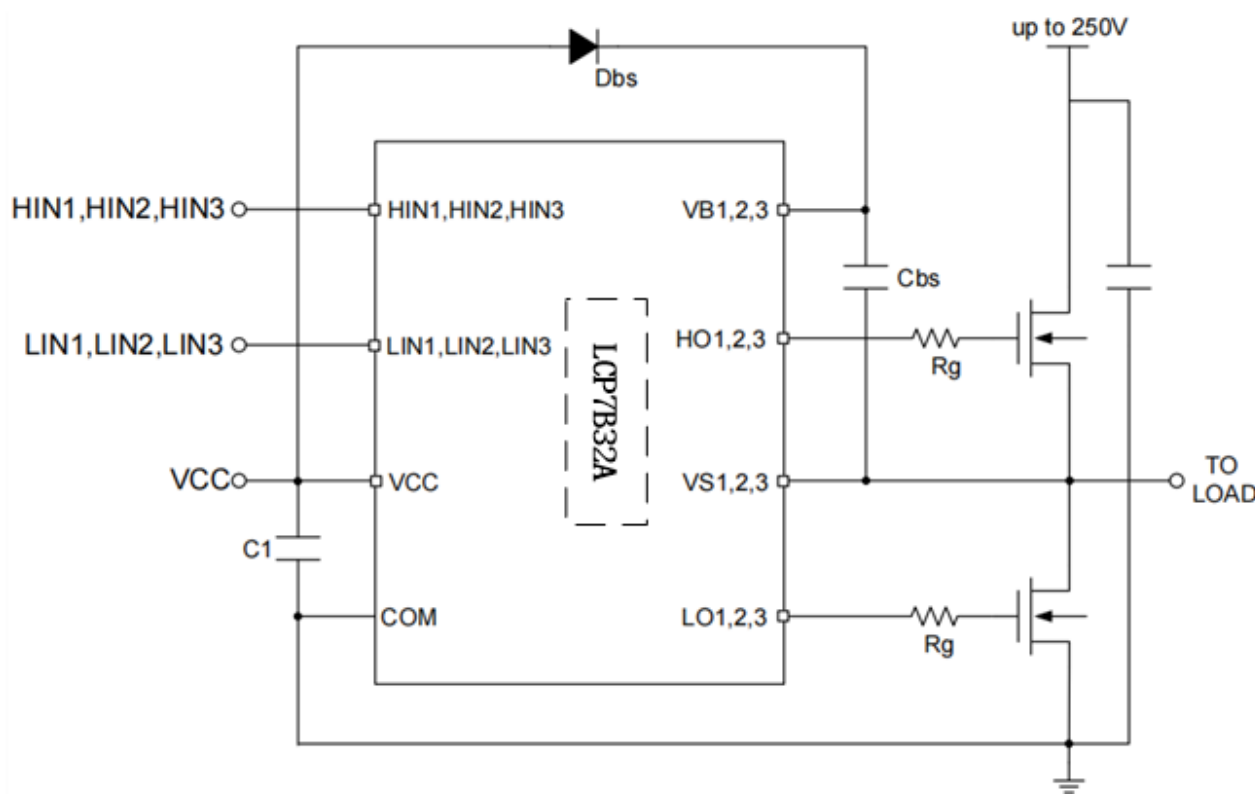 up to 250V
Dbs
HIN1,HIN2,HIN3
HIN1,HIN2,HIN3
VB1,2,3
Cbs
LIN1,LIN2,LIN3
LIN1,LIN2,LIN3
LCP7B32A
HO1,2,3
Rg
VCC
VCC
VS1,2,3
TO
LOAD
C1
COM
LO1,2,3
Rg